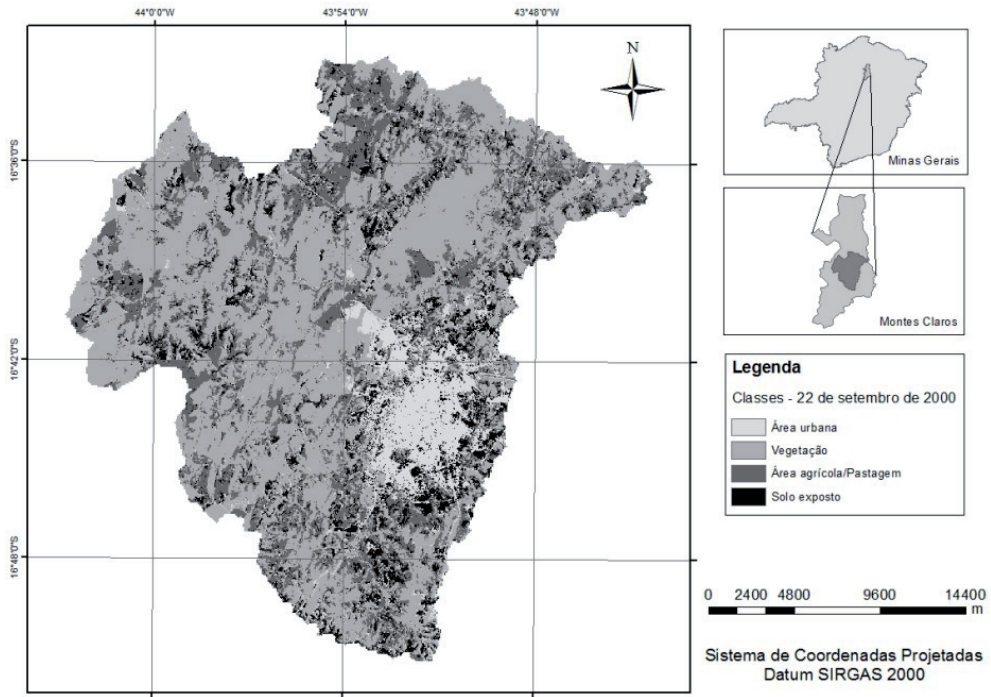 44°0'0"W
43°54'0"W
43°48'0"W
16°36'0"S
16°42'0"S
16°48'0"S
N
Minas Gerais
Montes Claros
Legenda
Classes - 22 de setembro de 2000
Área urbana
Vegetação
Área agrícola/Pastagem
Solo exposto
0 2400 4800 9600 14400
m
Sistema de Coordenadas Projetadas
Datum SIRGAS 2000